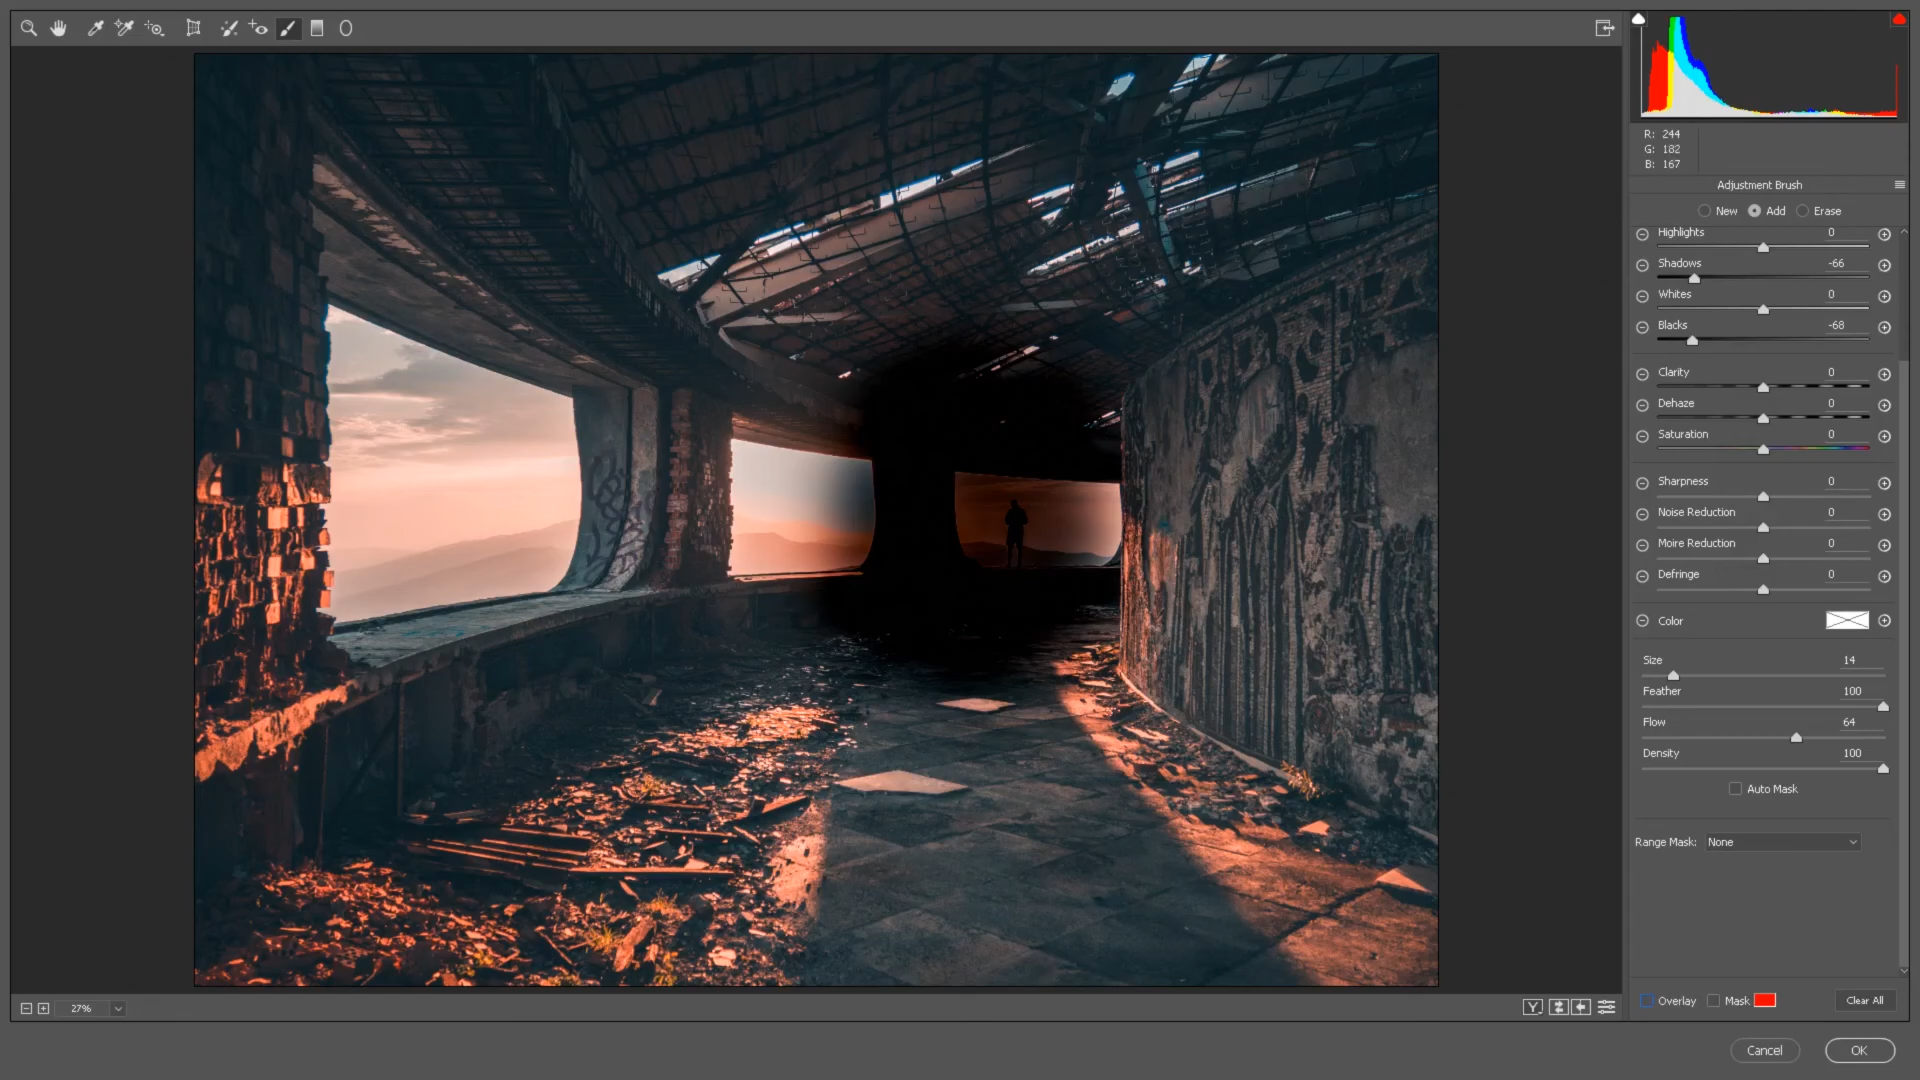 R: 244
G: 182
B: 167
Adjustment Brush
New Add Erase
Highlights 0
Shadows -66
Whites 0
Blacks -68
Clarity 0
Dehaze 0
Saturation 0
Sharpness 0
Noise Reduction 0
Moire Reduction 0
Defringe 0
Color
Size 14
Feather 100
Flow 64
Density 100
Auto Mask
Range Mask: None
27%
Y
Overlay Mask Clear All
Cancel OK